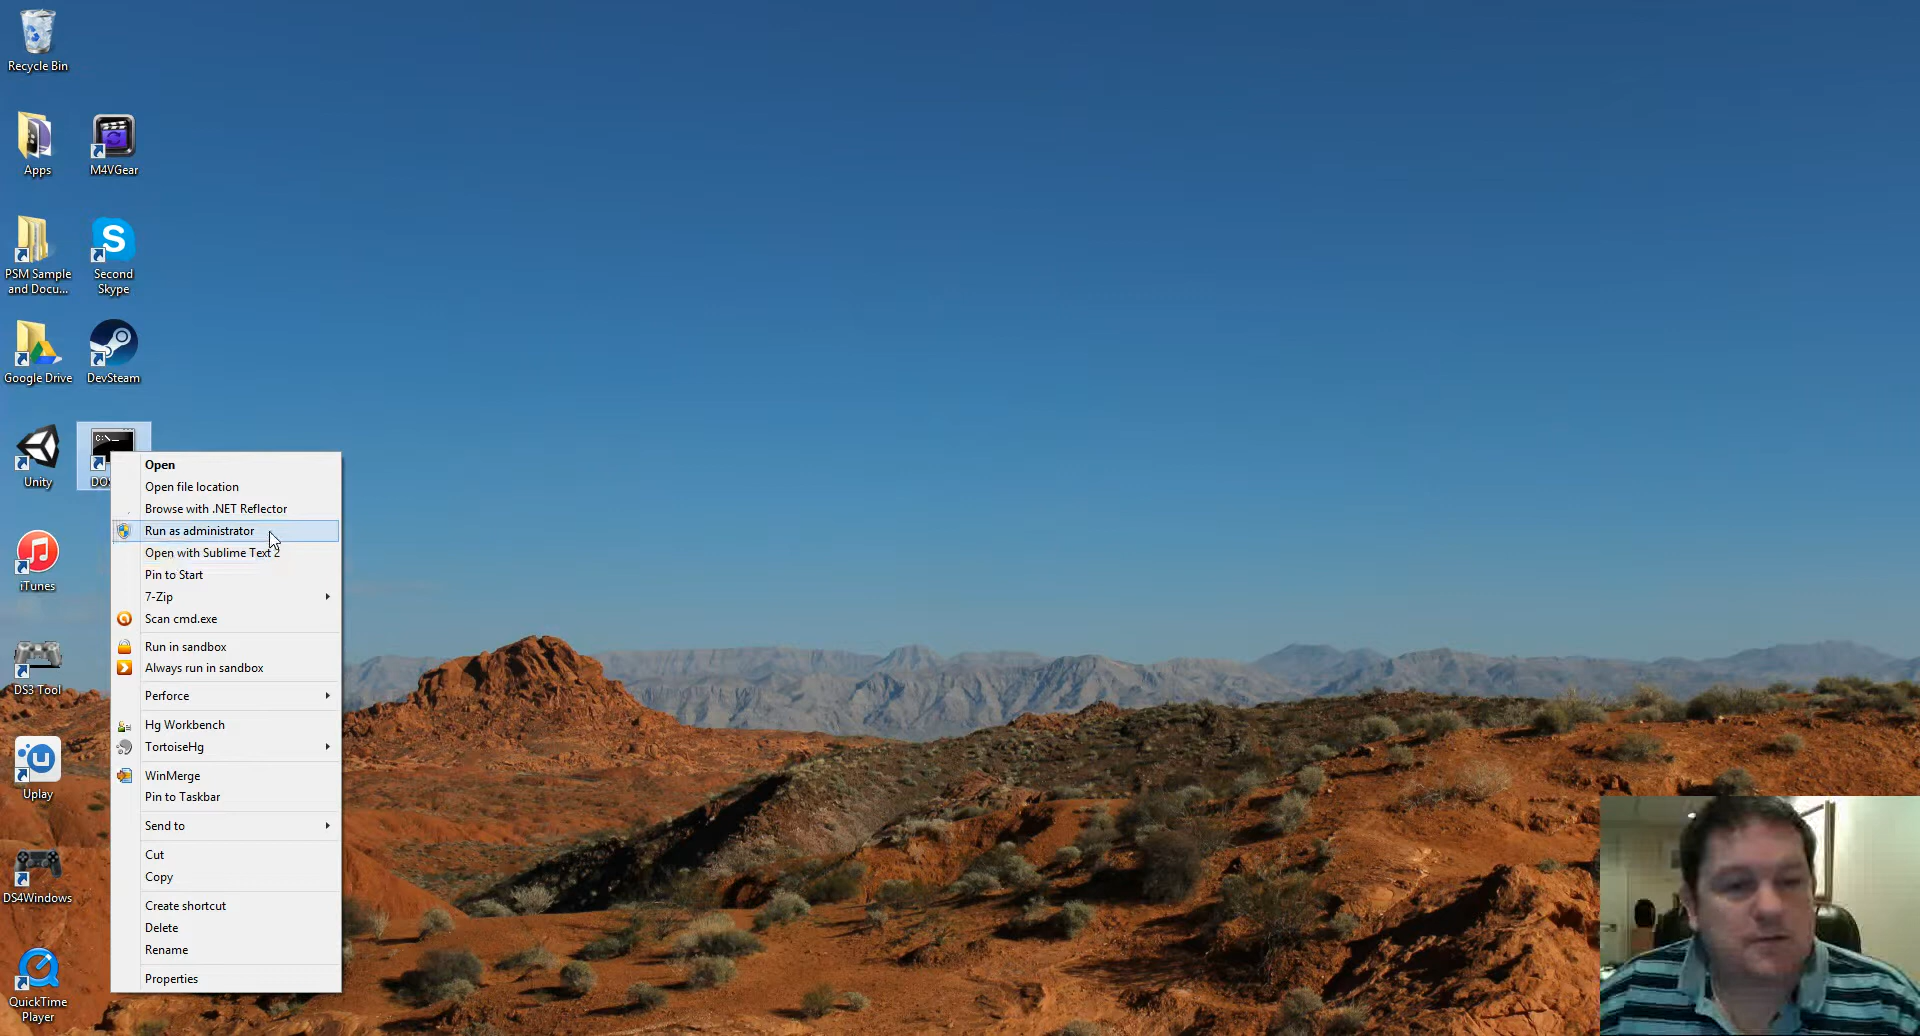 Recycle Bin
Apps
M4VGear
PSM Sample
and Docu...
Second
Skype
Google Drive
DevSteam
Unity
iTunes
DS3 Tool
Uplay
DS4Windows
QuickTime
Player
C:\
Open
Open file location
Browse with .NET Reflector
Run as administrator
Open with Sublime Text 2
Pin to Start
7-Zip
Scan cmd.exe
Run in sandbox
Always run in sandbox
Perforce
Hg Workbench
TortoiseHg
WinMerge
Pin to Taskbar
Send to
Cut
Copy
Create shortcut
Delete
Rename
Properties